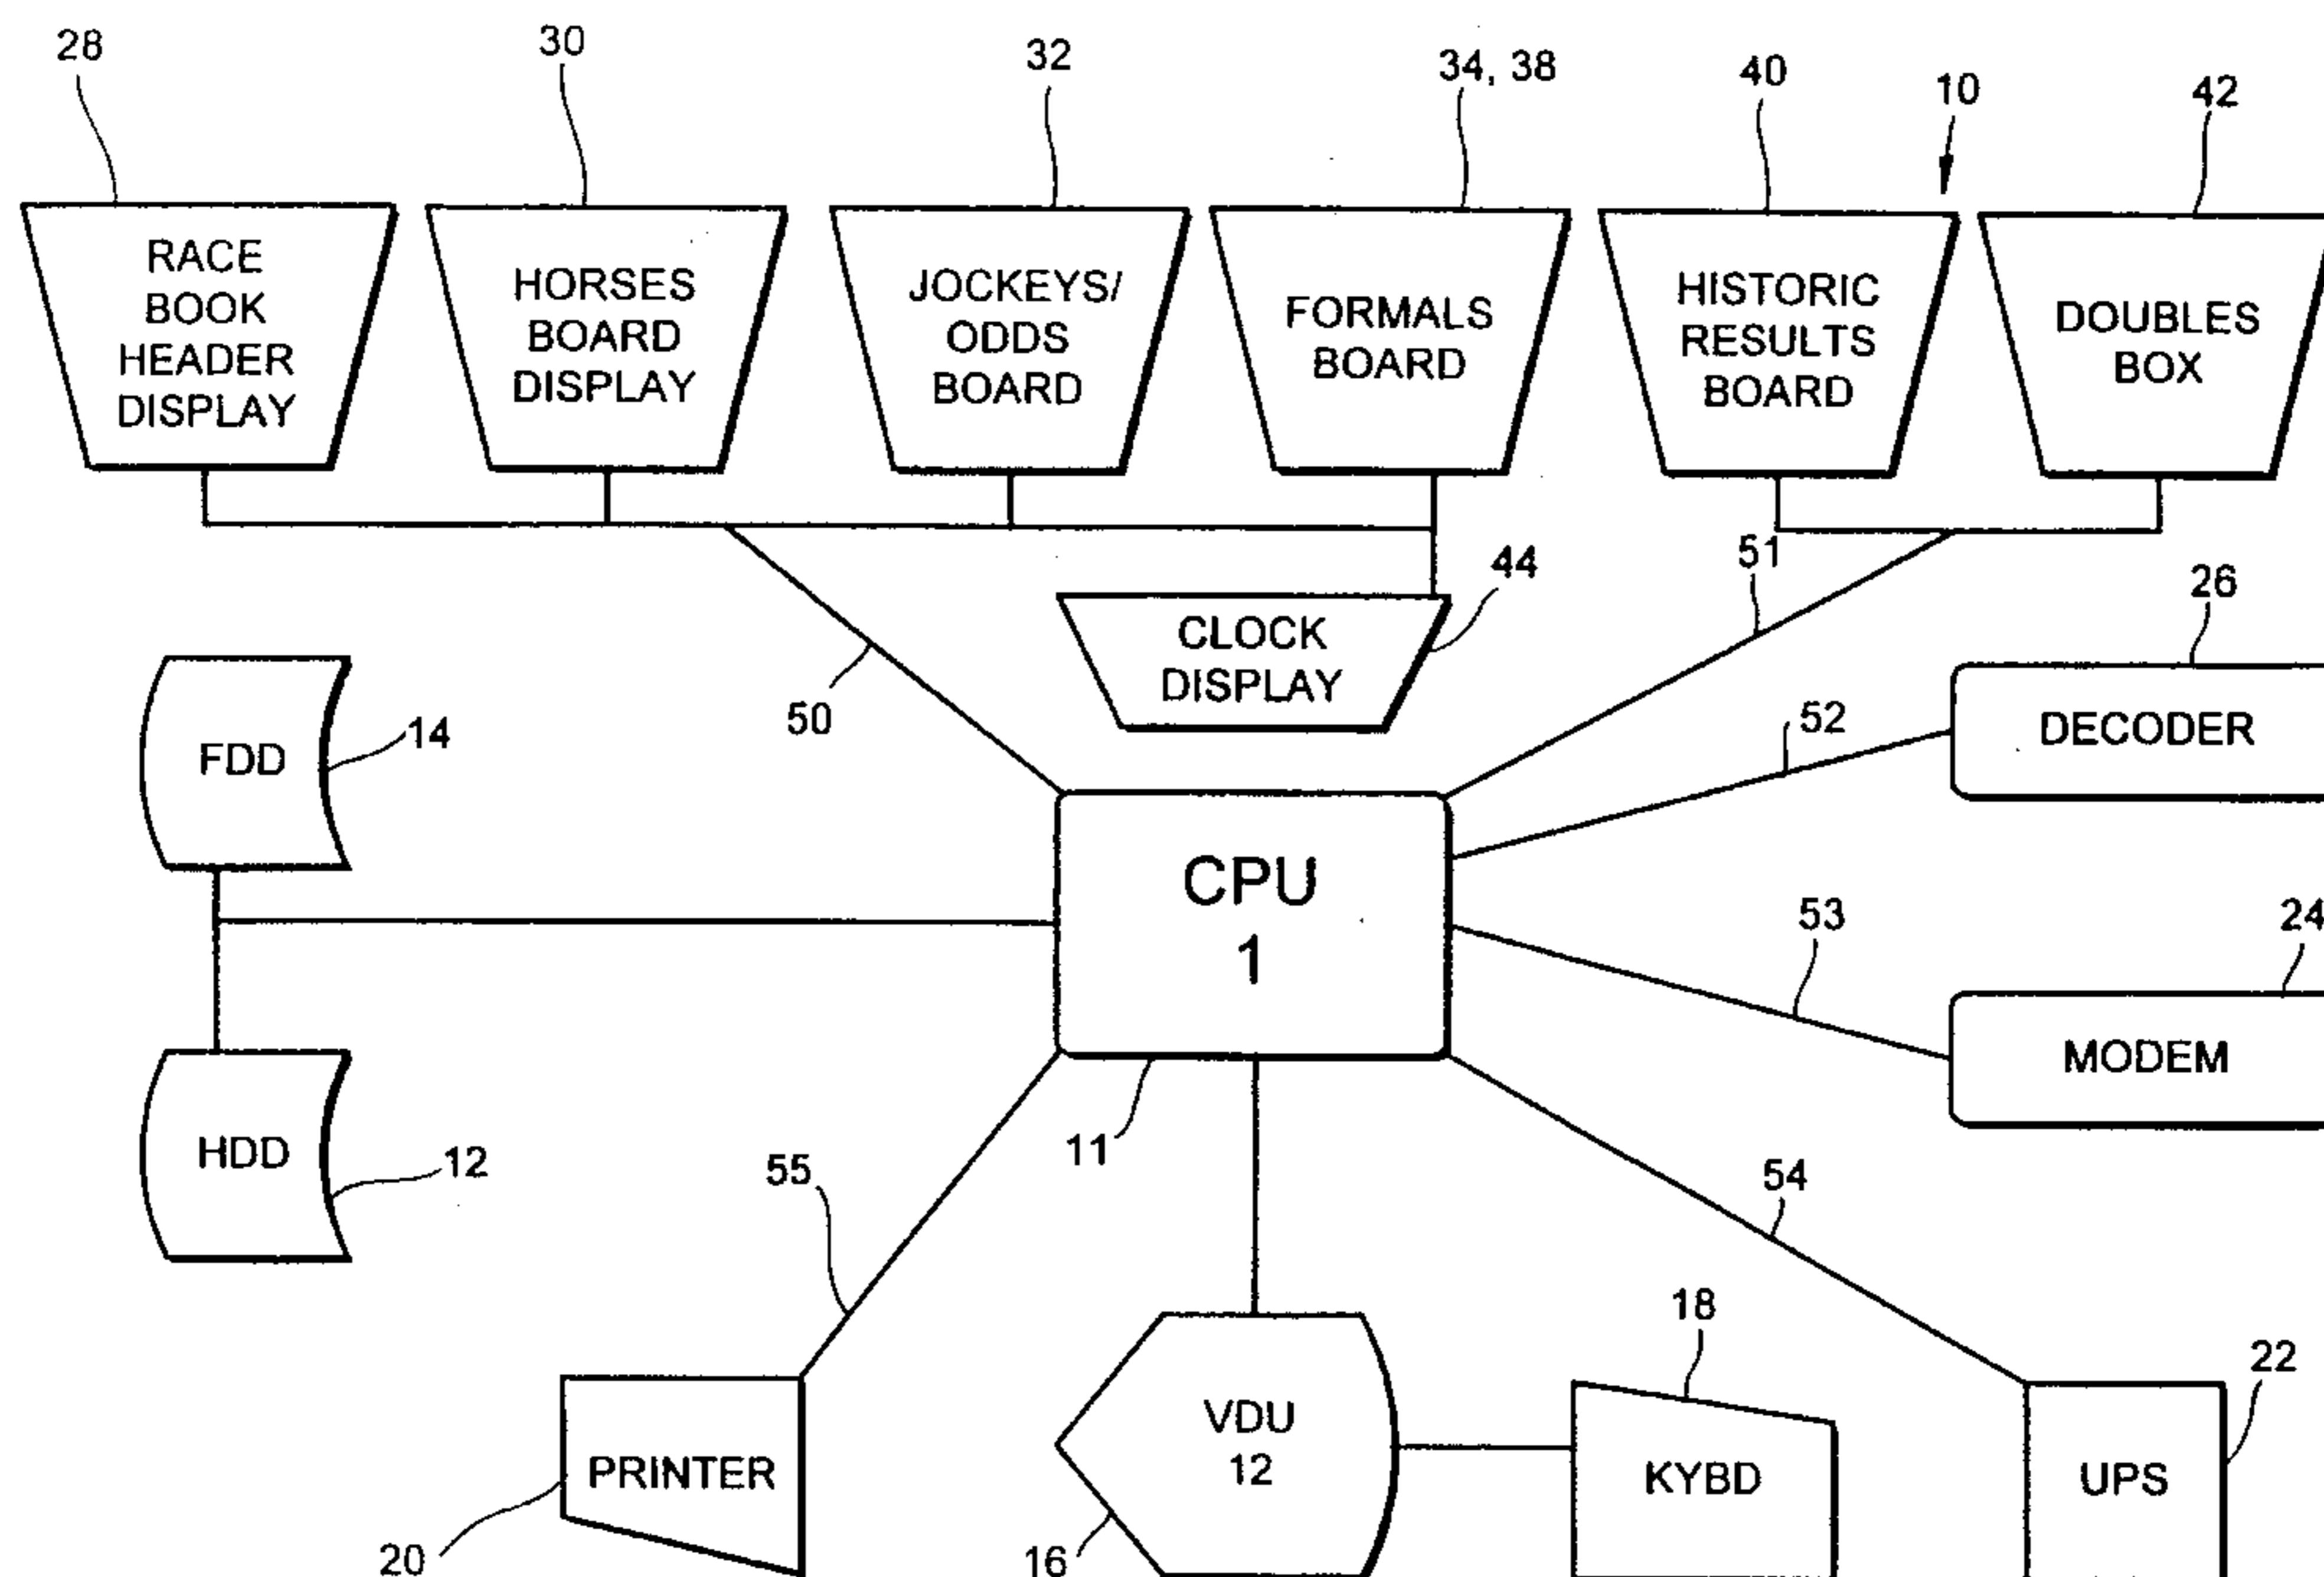 28
30
32
34, 38
40
10
42
RACE
BOOK
HEADER
DISPLAY
HORSES
BOARD
DISPLAY
JOCKEYS/
ODDS
BOARD
FORMALS
BOARD
HISTORIC
RESULTS
BOARD
DOUBLES
BOX
50
CLOCK
DISPLAY
44
51
26
DECODER
52
FDD
14
CPU
1
11
53
24
MODEM
HDD
12
55
54
PRINTER
20
VDU
12
16
18
KYBD
22
UPS